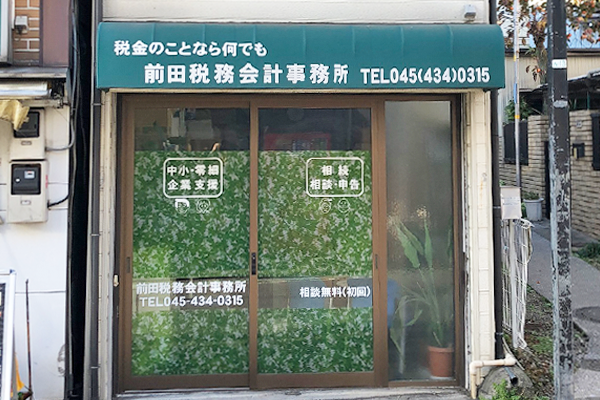 税金のことなら何でも
前田税務会計事務所 TEL045(434)0315
中小・零細
企業支援
相続
相談・申告
前田税務会計事務所
TEL045-434-0315
相談無料(初回)